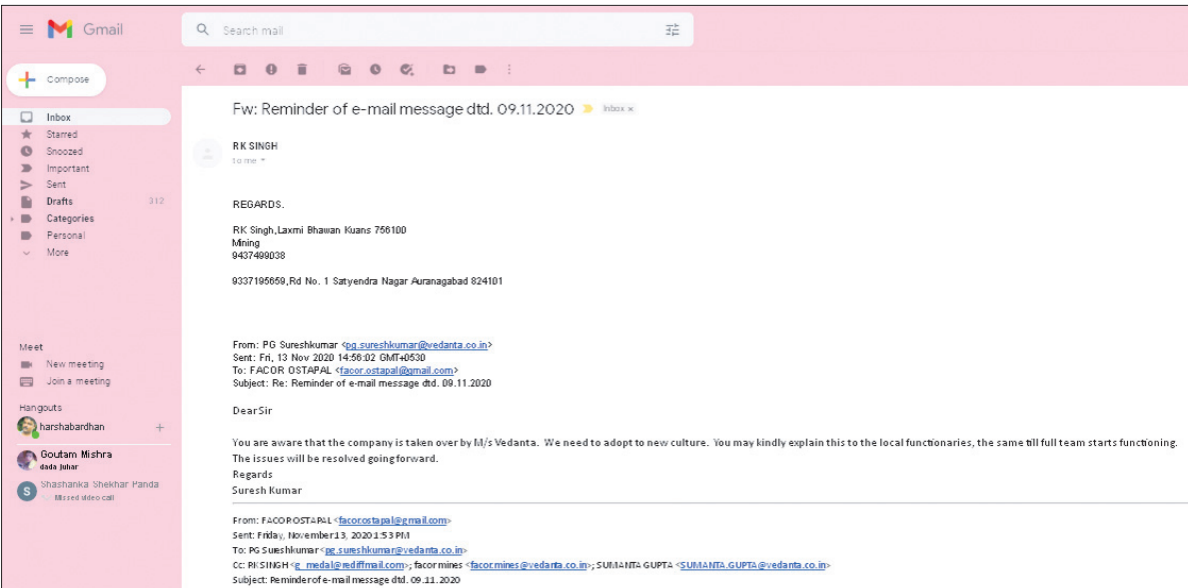 Gmail
Search mail
Compose
Inbox
Starred
Snoozed
Important
Sent
Drafts 312
Categories
Personal
More
Meet
New meeting
Join a meeting
Hangouts
harshabardhan
Goutam Mishra
dada juhar
Shashanka Shekhar Panda
Missed video call
Fw: Reminder of e-mail message dtd. 09.11.2020 Inbox x
R K SINGH
to me
REGARDS.
RK Singh,Laxmi Bhawan Kuans 756100
Mining
9437499038
9337195659,Rd No. 1 Satyendra Nagar Auranagabad 824101
From: PG Sureshkumar <pg.sureshkumar@vedanta.co.in>
Sent: Fri, 13 Nov 2020 14:56:02 GMT+0530
To: FACOR OSTAPAL <facor.ostapal@gmail.com>
Subject: Re: Reminder of e-mail message dtd. 09.11.2020
Dear Sir
You are aware that the company is taken over by M/s Vedanta. We need to adopt to new culture. You may kindly explain this to the local functionaries, the same till full team starts functioning.
The issues will be resolved going forward.
Regards
Suresh Kumar
From: FACOR OSTAPAL <facor.ostapal@gmail.com>
Sent: Friday, November 13, 2020 1:53 PM
To: PG Sureshkumar <pg.sureshkumar@vedanta.co.in>
Cc: RK SINGH <g_medal@rediffmail.com>; facor mines <facor.mines@vedanta.co.in>; SUMANTA GUPTA <SUMANTA.GUPTA@vedanta.co.in>
Subject: Reminder of e-mail message dtd. 09.11.2020
S